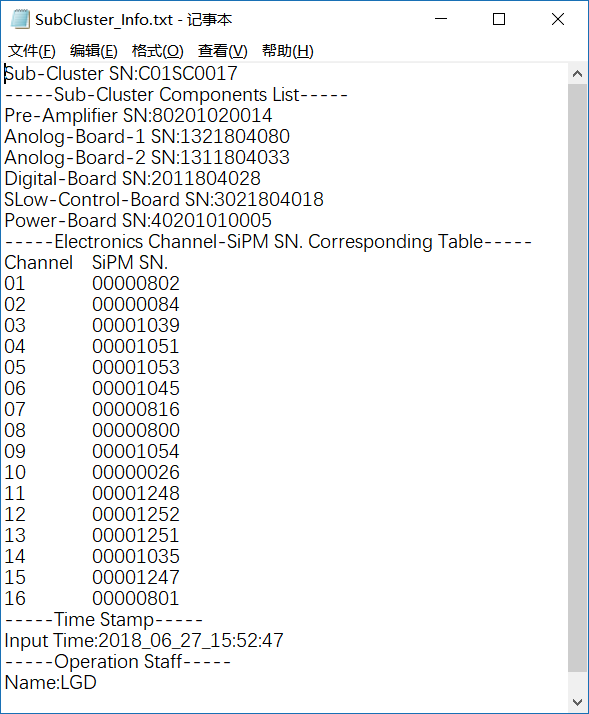 SubCluster_Info.txt - 记事本
文件(F) 编辑(E) 格式(O) 查看(V) 帮助(H)
Sub-Cluster SN:C01SC0017
-----Sub-Cluster Components List-----
Pre-Amplifier SN:80201020014
Anolog-Board-1 SN:1321804080
Anolog-Board-2 SN:1311804033
Digital-Board SN:2011804028
SLow-Control-Board SN:3021804018
Power-Board SN:40201010005
-----Electronics Channel-SiPM SN. Corresponding Table-----
Channel SiPM SN.
01 00000802
02 00000084
03 00001039
04 00001051
05 00001053
06 00001045
07 00000816
08 00000800
09 00001054
10 00000026
11 00001248
12 00001252
13 00001251
14 00001035
15 00001247
16 00000801
-----Time Stamp-----
Input Time:2018_06_27_15:52:47
-----Operation Staff-----
Name:LGD